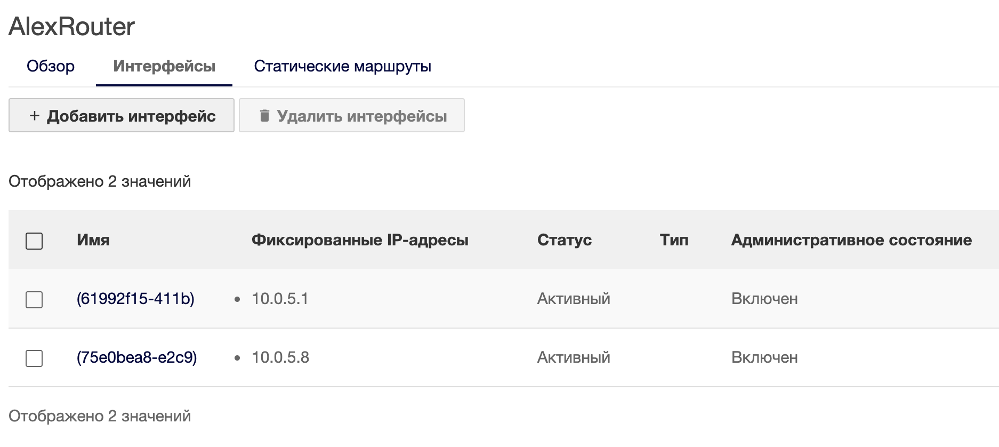 AlexRouter
Обзор Интерфейсы Статические маршруты
+ Добавить интерфейс Удалить интерфейсы
Отображено 2 значений
Имя Фиксированные IP-адресы Статус Тип Административное состояние
(61992f15-411b) • 10.0.5.1 Активный Включен
(75e0bea8-e2c9) • 10.0.5.8 Активный Включен
Отображено 2 значений